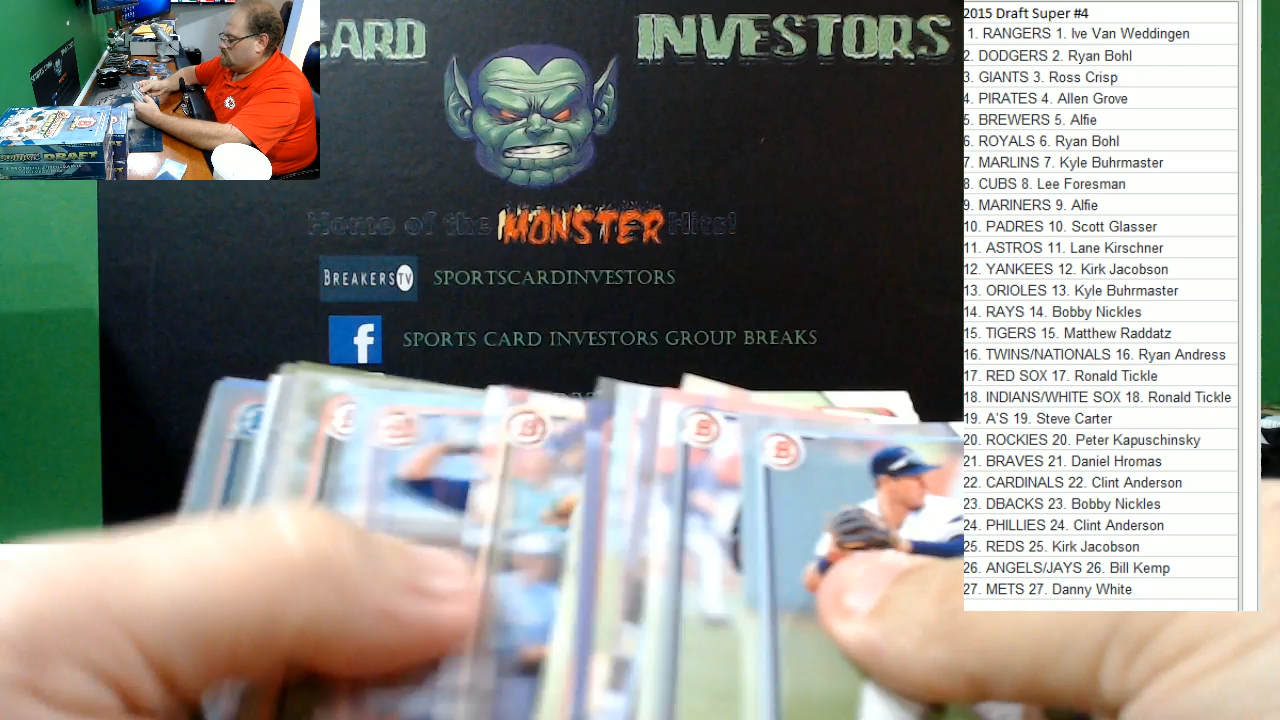 CARD INVESTORS
Home of the MONSTER Hits!
BREAKERSTV SPORTSCARDINVESTORS
f SPORTS CARD INVESTORS GROUP BREAKS
DRAFT
B
B
B
B
2015 Draft Super #4
1. RANGERS 1. Ive Van Weddingen
2. DODGERS 2. Ryan Bohl
3. GIANTS 3. Ross Crisp
4. PIRATES 4. Allen Grove
5. BREWERS 5. Alfie
6. ROYALS 6. Ryan Bohl
7. MARLINS 7. Kyle Buhrmaster
8. CUBS 8. Lee Foresman
9. MARINERS 9. Alfie
10. PADRES 10. Scott Glasser
11. ASTROS 11. Lane Kirschner
12. YANKEES 12. Kirk Jacobson
13. ORIOLES 13. Kyle Buhrmaster
14. RAYS 14. Bobby Nickles
15. TIGERS 15. Matthew Raddatz
16. TWINS/NATIONALS 16. Ryan Andress
17. RED SOX 17. Ronald Tickle
18. INDIANS/WHITE SOX 18. Ronald Tickle
19. A'S 19. Steve Carter
20. ROCKIES 20. Peter Kapuschinsky
21. BRAVES 21. Daniel Hromas
22. CARDINALS 22. Clint Anderson
23. DBACKS 23. Bobby Nickles
24. PHILLIES 24. Clint Anderson
25. REDS 25. Kirk Jacobson
26. ANGELS/JAYS 26. Bill Kemp
27. METS 27. Danny White